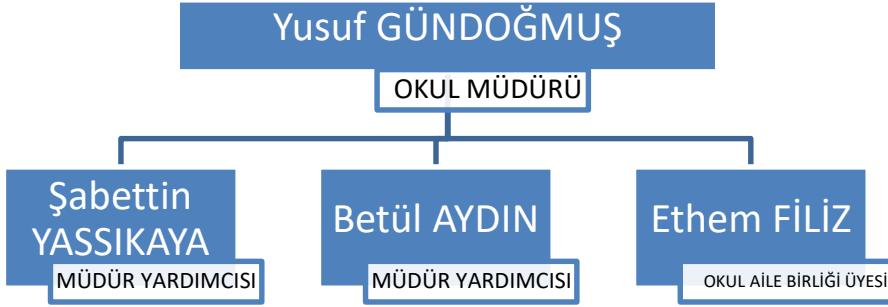 Yusuf GÜNDOĞMUŞ
OKUL MÜDÜRÜ
Şabettin
YASSIKAYA
MÜDÜR YARDIMCISI
Betül AYDIN
MÜDÜR YARDIMCISI
Ethem FİLİZ
OKUL AİLE BİRLİĞİ ÜYESİ